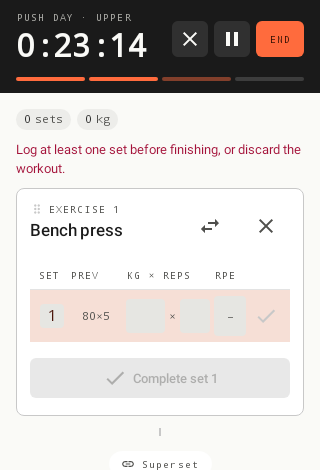 PUSH DAY · UPPER
0:23:14
END
0 sets 0 kg
Log at least one set before finishing, or discard the
workout.
EXERCISE 1
Bench press
SET PREV KG × REPS RPE
1 80×5 × –
Complete set 1
Superset